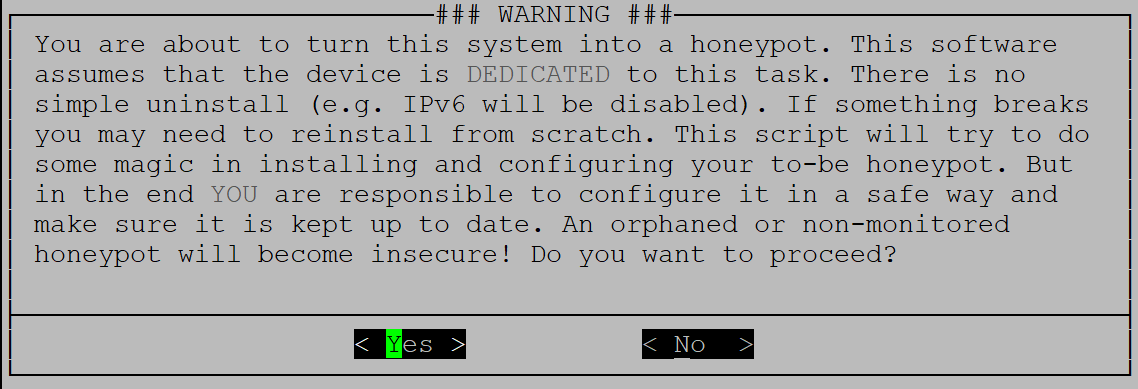 ### WARNING ###
You are about to turn this system into a honeypot. This software
assumes that the device is DEDICATED to this task. There is no
simple uninstall (e.g. IPv6 will be disabled). If something breaks
you may need to reinstall from scratch. This script will try to do
some magic in installing and configuring your to-be honeypot. But
in the end YOU are responsible to configure it in a safe way and
make sure it is kept up to date. An orphaned or non-monitored
honeypot will become insecure! Do you want to proceed?
< Yes > < No >